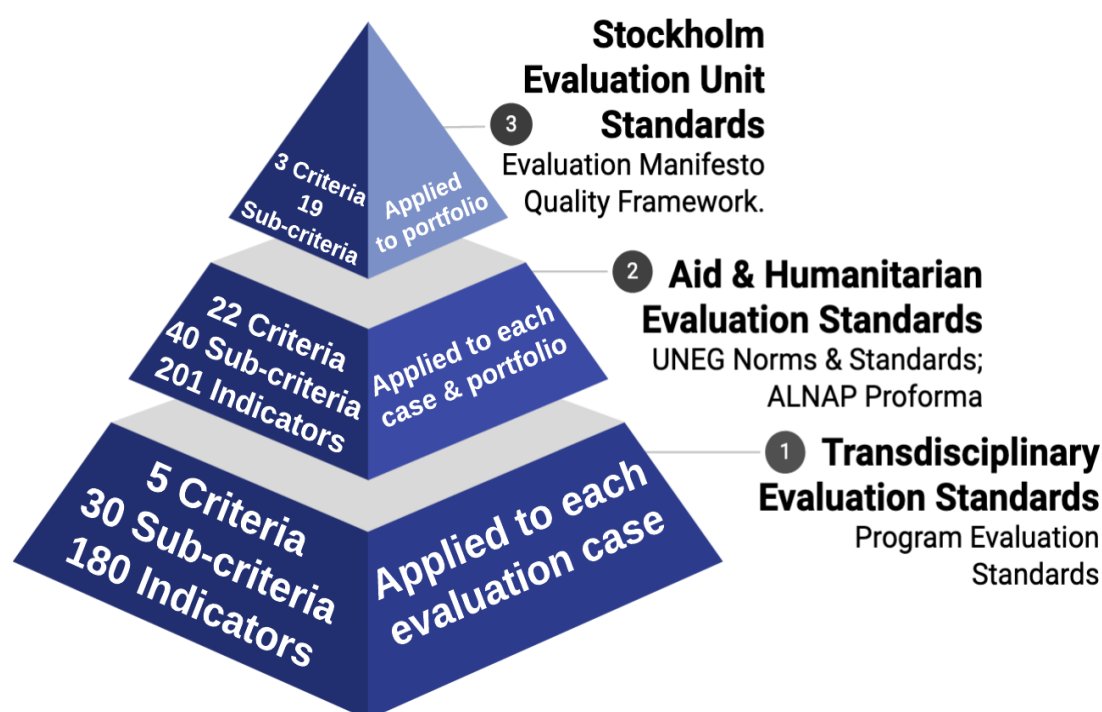 Stockholm
Evaluation Unit
Standards
3
Evaluation Manifesto
Quality Framework.
3 Criteria
19
Sub-criteria
Applied
to portfolio
2
Aid & Humanitarian
Evaluation Standards
UNEG Norms & Standards;
ALNAP Proforma
22 Criteria
40 Sub-criteria
201 Indicators
Applied to each
case & portfolio
1
Transdisciplinary
Evaluation Standards
Program Evaluation
Standards
5 Criteria
30 Sub-criteria
180 Indicators
Applied to each
evaluation case